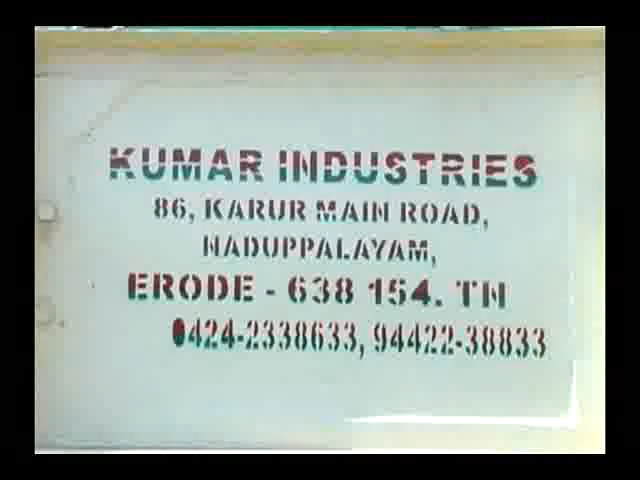 KUMAR INDUSTRIES
86, KARUR MAIN ROAD,
NADUPPALAYAM,
ERODE - 638 154. TN
0424-2338633, 94422-38833